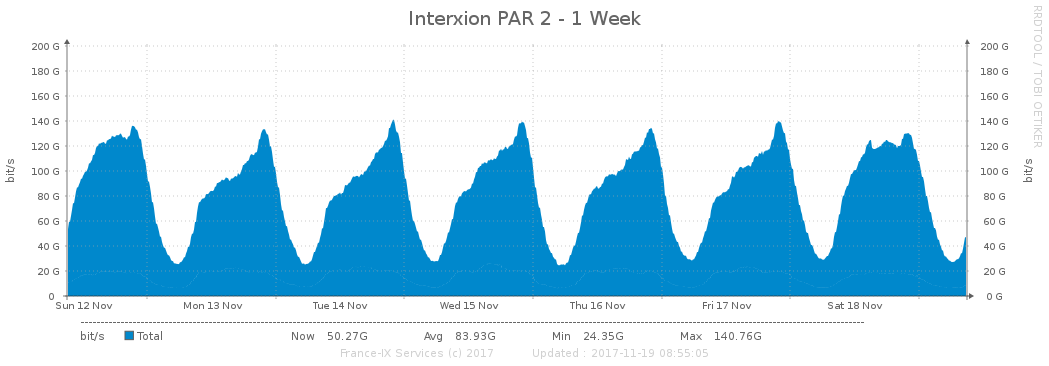 Interxion PAR 2 - 1 Week
RRDTOOL / TOBI OETIKER
200 G 200 G
180 G 180 G
160 G 160 G
140 G 140 G
120 G 120 G
100 G 100 G
80 G 80 G
60 G 60 G
40 G 40 G
20 G 20 G
0 0 G
bit/s bit/s
Sun 12 Nov Mon 13 Nov Tue 14 Nov Wed 15 Nov Thu 16 Nov Fri 17 Nov Sat 18 Nov
bit/s Total Now 50.27G Avg 83.93G Min 24.35G Max 140.76G
France-IX Services (c) 2017 Updated : 2017-11-19 08:55:05